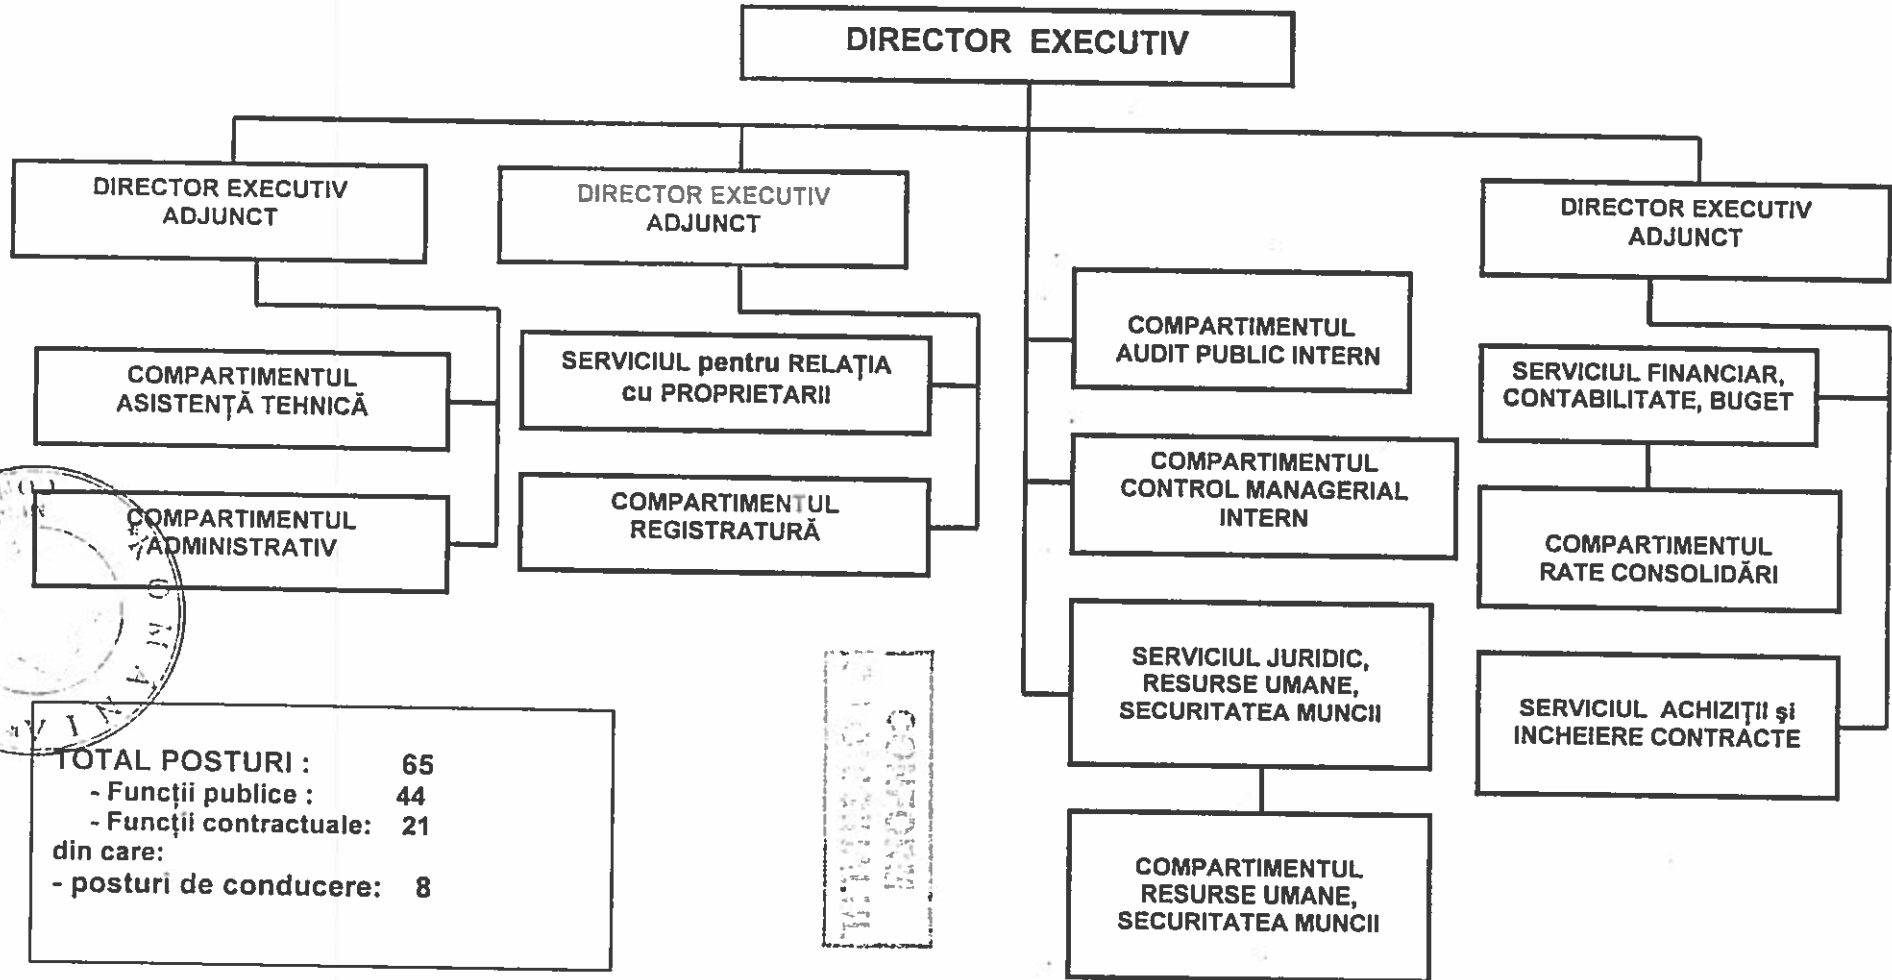 DIRECTOR EXECUTIV
DIRECTOR EXECUTIV
ADJUNCT
DIRECTOR EXECUTIV
ADJUNCT
DIRECTOR EXECUTIV
ADJUNCT
COMPARTIMENTUL
ASISTENȚĂ TEHNICĂ
COMPARTIMENTUL
ADMINISTRATIV
SERVICIUL pentru RELAȚIA
cu PROPRIETARII
COMPARTIMENTUL
REGISTRATURĂ
COMPARTIMENTUL
AUDIT PUBLIC INTERN
COMPARTIMENTUL
CONTROL MANAGERIAL
INTERN
SERVICIUL JURIDIC,
RESURSE UMANE,
SECURITATEA MUNCII
COMPARTIMENTUL
RESURSE UMANE,
SECURITATEA MUNCII
SERVICIUL FINANCIAR,
CONTABILITATE, BUGET
COMPARTIMENTUL
RATE CONSOLIDĂRI
SERVICIUL ACHIZIȚII și
INCHEIERE CONTRACTE
TOTAL POSTURI : 65
- Funcții publice : 44
- Funcții contractuale: 21
din care:
- posturi de conducere: 8